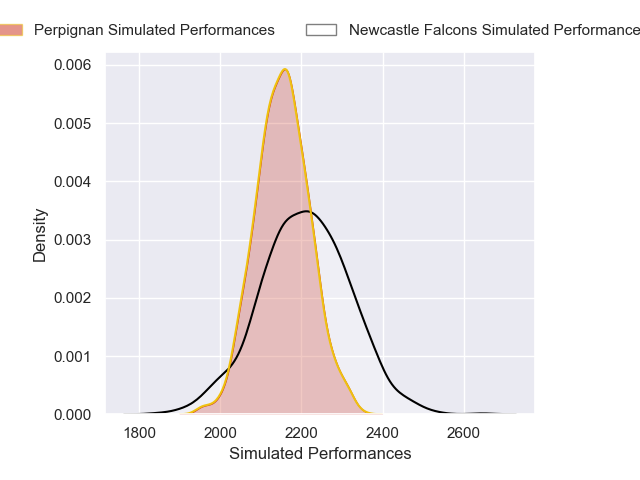 Perpignan Simulated Performances
Newcastle Falcons Simulated Performance
0.006
0.005
0.004
0.003
0.002
0.001
0.000
Density
1800 2000 2200 2400 2600
Simulated Performances